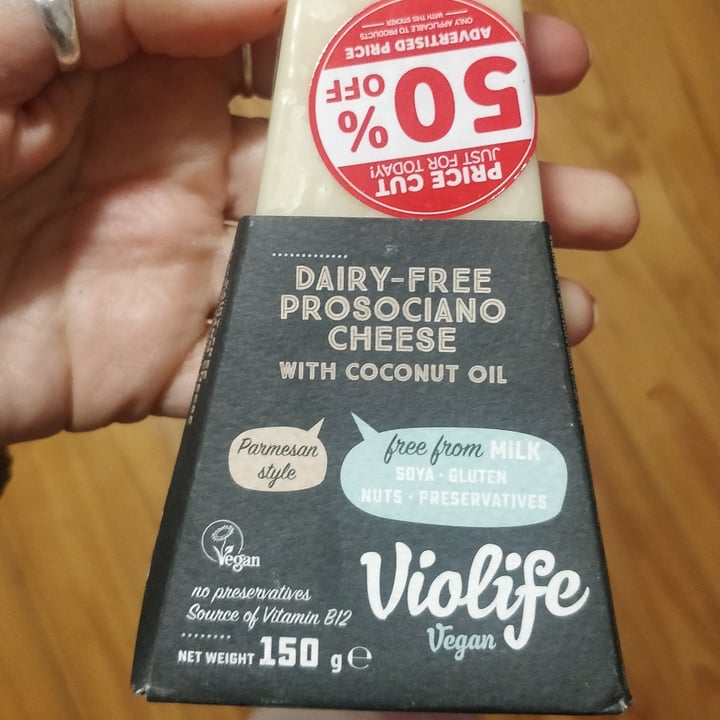 PRICE CUT
JUST FOR TODAY!
50%
OFF
ADVERTISED PRICE
ONLY APPLICABLE TO PRODUCTS
WITH THIS STICKER
DAIRY-FREE
PROSOCIANO
CHEESE
WITH COCONUT OIL
Parmesan
style
free from MILK
SOYA · GLUTEN
NUTS · PRESERVATIVES
Vegan
no preservatives
Source of Vitamin B12
NET WEIGHT 150 g ℮
Violife
Vegan